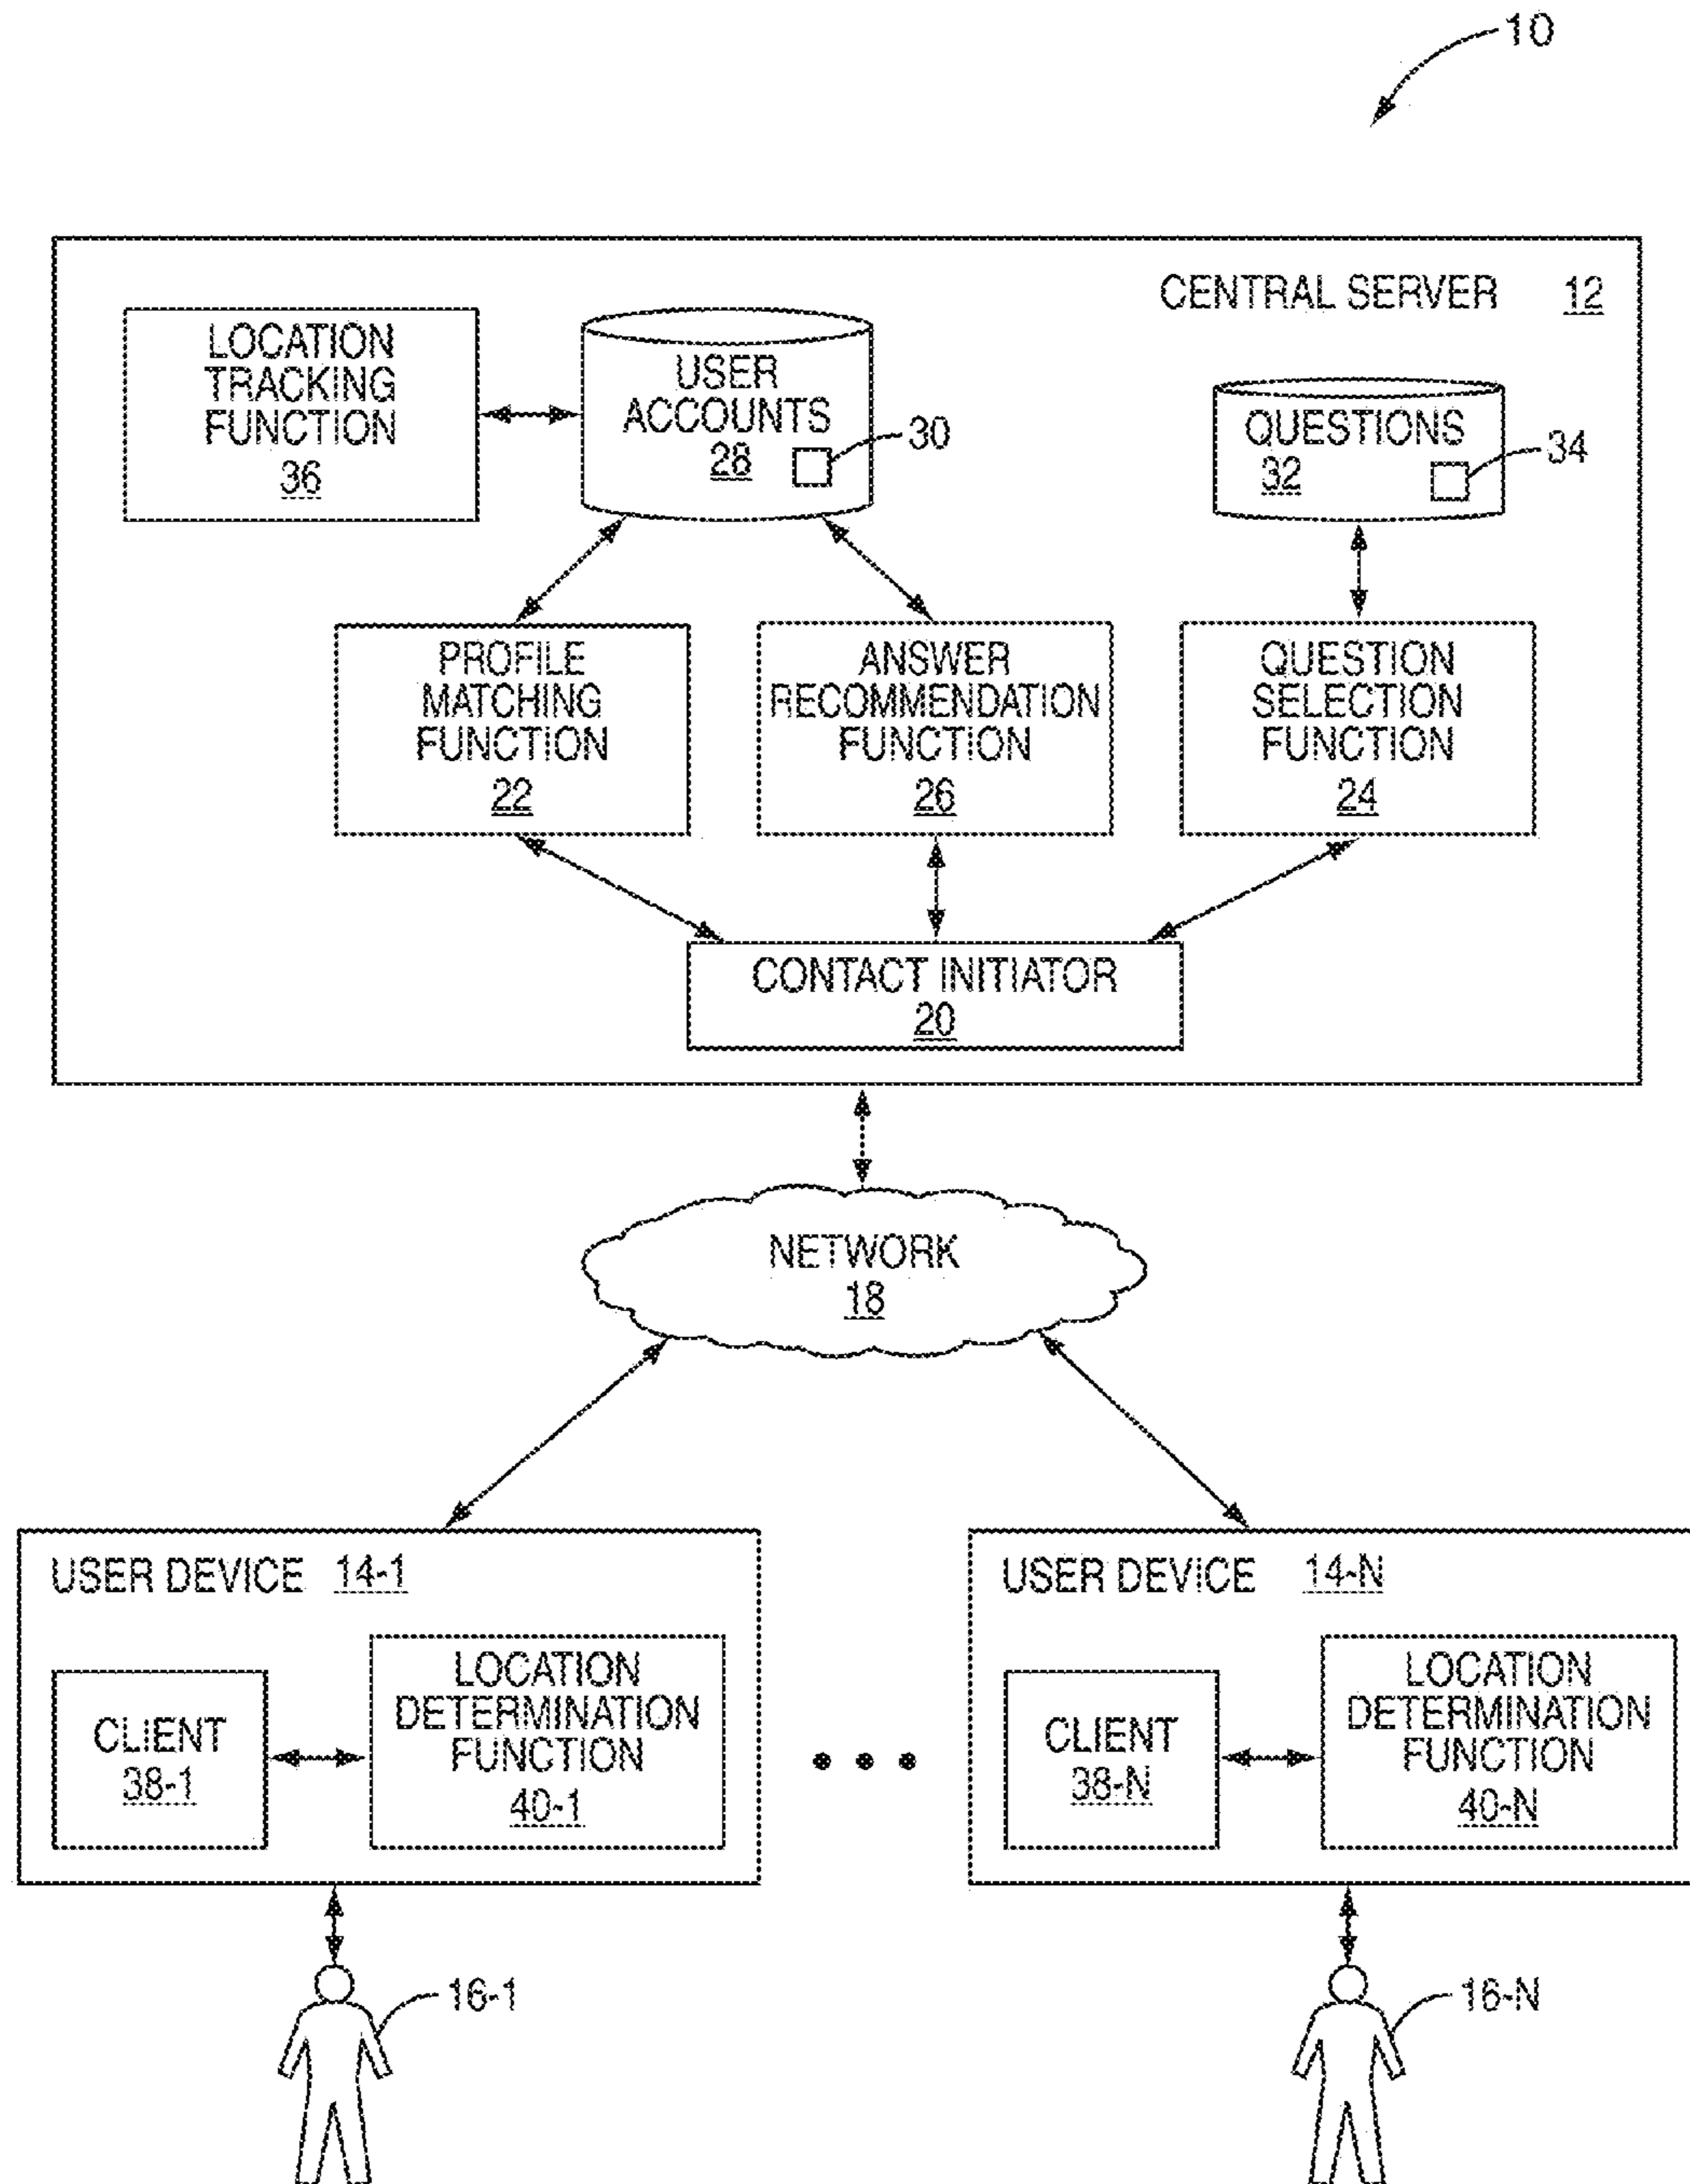 10
CENTRAL SERVER 12
LOCATION
TRACKING
FUNCTION
36
USER
ACCOUNTS
28
30
QUESTIONS
32
34
PROFILE
MATCHING
FUNCTION
22
ANSWER
RECOMMENDATION
FUNCTION
26
QUESTION
SELECTION
FUNCTION
24
CONTACT INITIATOR
20
NETWORK
18
USER DEVICE 14-1
CLIENT
38-1
LOCATION
DETERMINATION
FUNCTION
40-1
USER DEVICE 14-N
CLIENT
38-N
LOCATION
DETERMINATION
FUNCTION
40-N
16-1
16-N